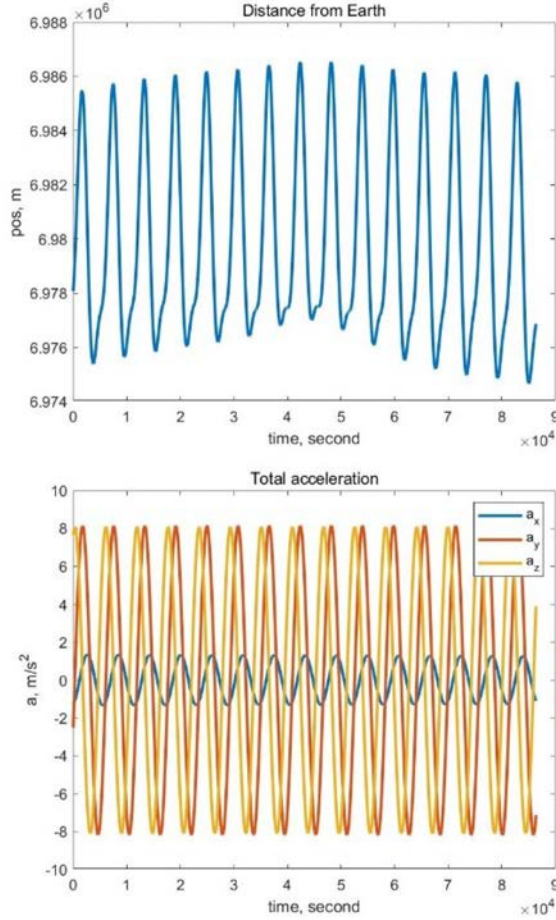 Distance from Earth
×10⁶
6.988
6.986
6.984
6.982
6.98
6.978
6.976
6.974
pos, m
0 1 2 3 4 5 6 7 8 9
time, second
×10⁴
Total acceleration
10
8
6
4
2
0
-2
-4
-6
-8
-10
a, m/s²
a_x
a_y
a_z
0 1 2 3 4 5 6 7 8 9
time, second
×10⁴